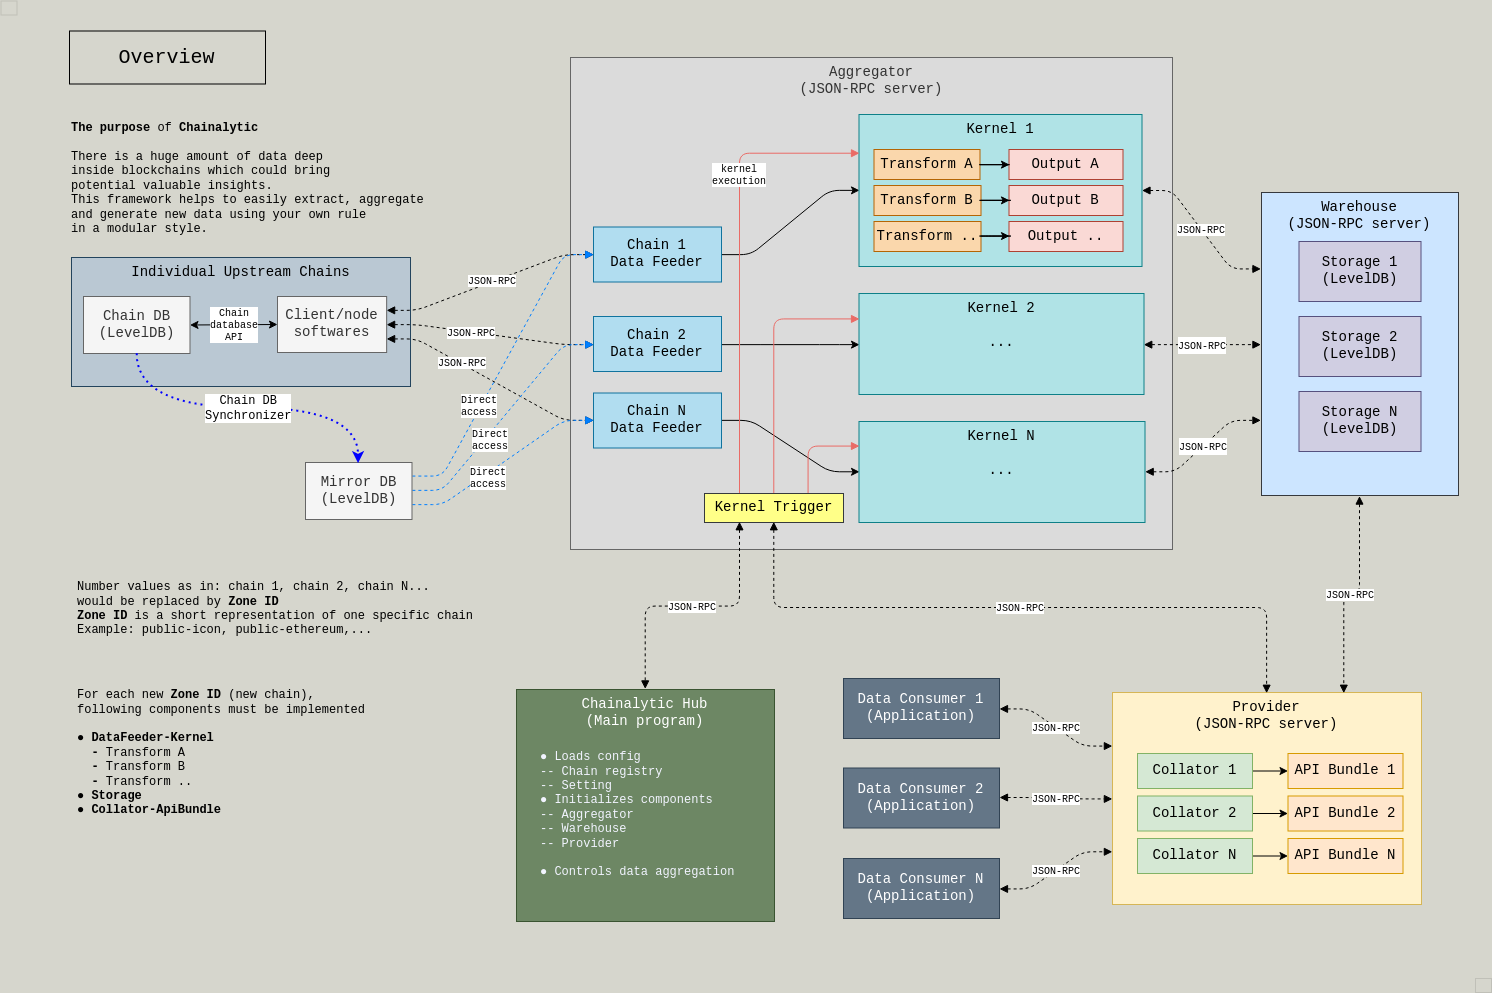 Overview
The purpose of Chainalytic
There is a huge amount of data deep
inside blockchains which could bring
potential valuable insights.
This framework helps to easily extract, aggregate
and generate new data using your own rule
in a modular style.
Individual Upstream Chains
Chain DB
(LevelDB)
Chain
database
API
Client/node
softwares
Chain DB
Synchronizer
Mirror DB
(LevelDB)
JSON-RPC
JSON-RPC
JSON-RPC
Direct
access
Direct
access
Direct
access
Aggregator
(JSON-RPC server)
Chain 1
Data Feeder
Chain 2
Data Feeder
Chain N
Data Feeder
kernel
execution
Kernel Trigger
Kernel 1
Transform A
Output A
Transform B
Output B
Transform ..
Output ..
Kernel 2
...
Kernel N
...
JSON-RPC
JSON-RPC
JSON-RPC
Warehouse
(JSON-RPC server)
Storage 1
(LevelDB)
Storage 2
(LevelDB)
Storage N
(LevelDB)
Number values as in: chain 1, chain 2, chain N...
would be replaced by Zone ID
Zone ID is a short representation of one specific chain
Example: public-icon, public-ethereum,...
For each new Zone ID (new chain),
following components must be implemented
● DataFeeder-Kernel
- Transform A
- Transform B
- Transform ..
● Storage
● Collator-ApiBundle
JSON-RPC
JSON-RPC
JSON-RPC
Chainalytic Hub
(Main program)
● Loads config
-- Chain registry
-- Setting
● Initializes components
-- Aggregator
-- Warehouse
-- Provider
● Controls data aggregation
Data Consumer 1
(Application)
Data Consumer 2
(Application)
Data Consumer N
(Application)
JSON-RPC
JSON-RPC
JSON-RPC
Provider
(JSON-RPC server)
Collator 1
API Bundle 1
Collator 2
API Bundle 2
Collator N
API Bundle N